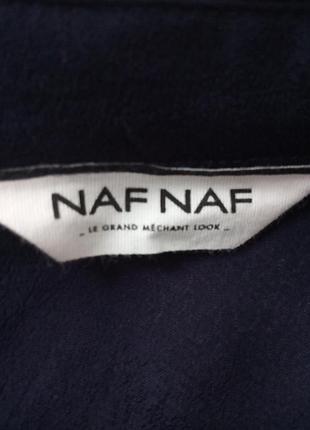 NAF NAF
_ LE GRAND MÉCHANT LOOK _